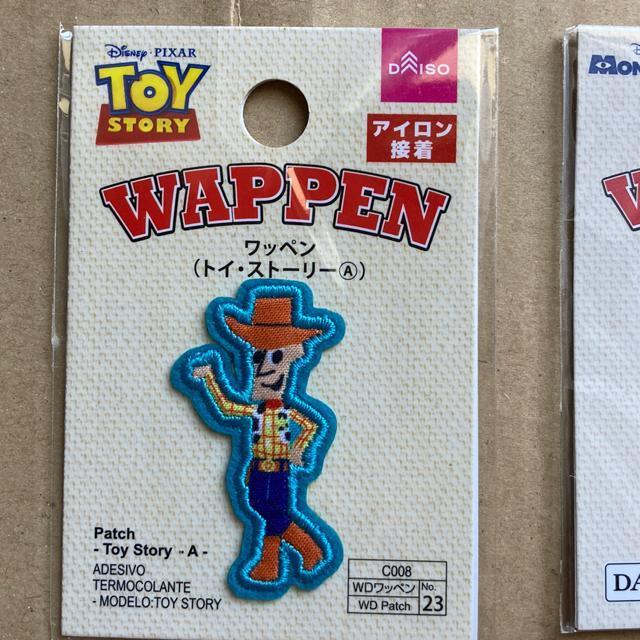 Disney · PIXAR
TOY
STORY
DAISO
アイロン
接着
WAPPEN
ワッペン
(トイ・ストーリーⒶ)
Patch
- Toy Story - A -
ADESIVO
TERMOCOLANTE
- MODELO:TOY STORY
C008
WDワッペン
WD Patch
No.
23
MON
W
DA